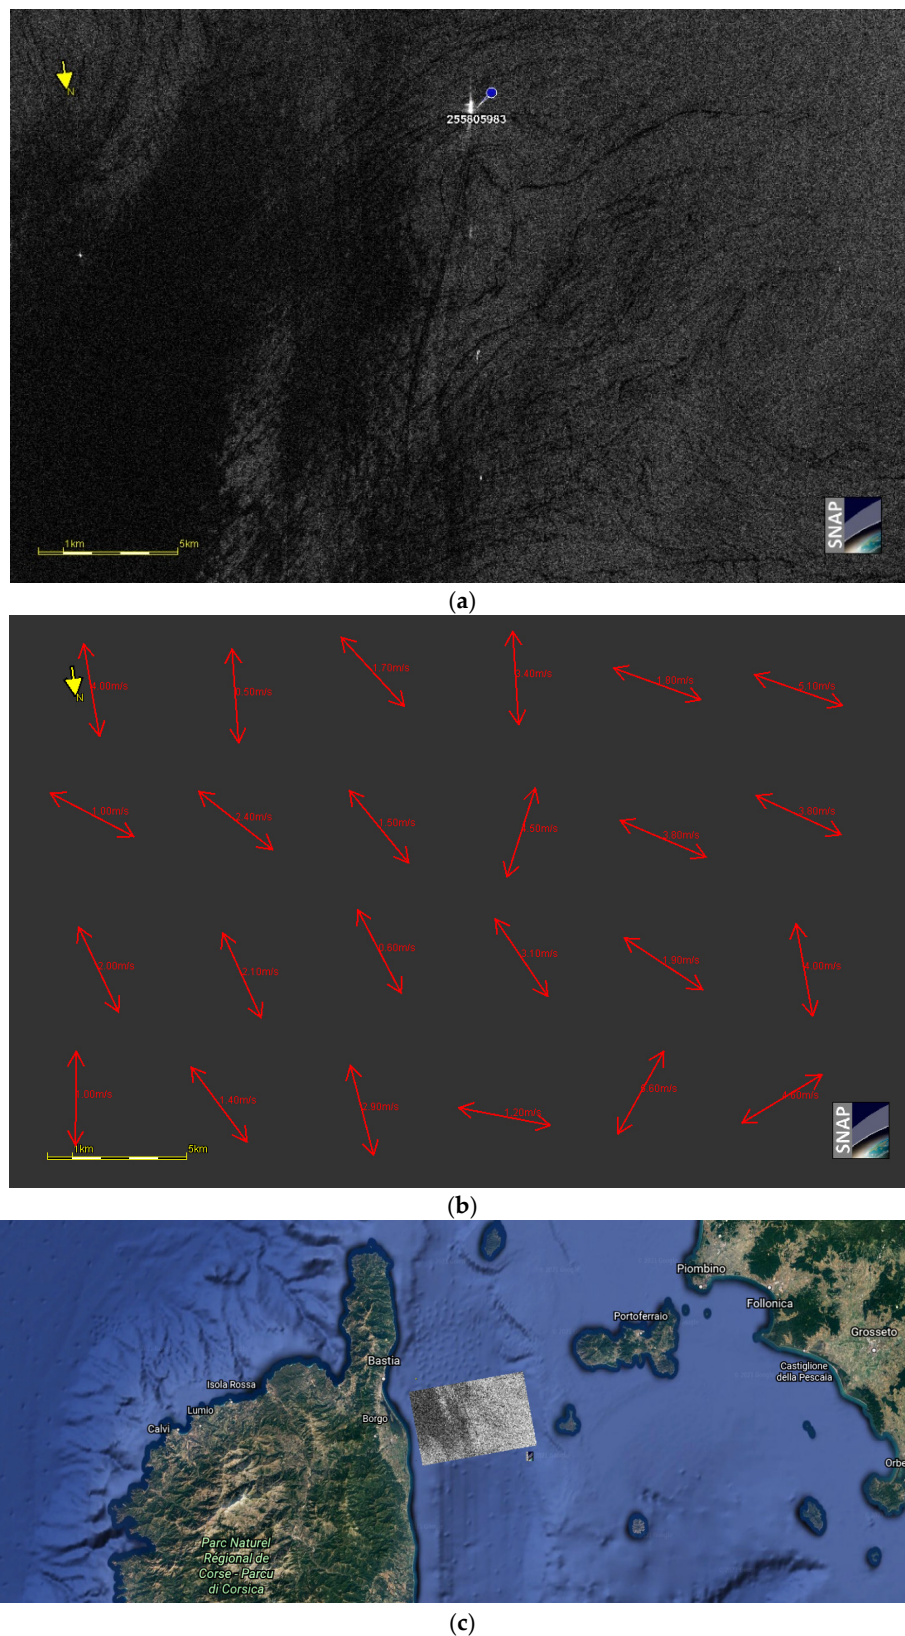 N
255805983
1km 5km
SNAP
(a)
N
4.00m/s 0.50m/s 1.70m/s 0.40m/s 1.80m/s 5.10m/s
1.00m/s 2.40m/s 1.50m/s 2.80m/s 3.80m/s
2.00m/s 2.10m/s 0.80m/s 3.10m/s 1.90m/s 4.00m/s
1.40m/s 2.90m/s 1.20m/s
1km 5km
SNAP
(b)
Piombino
Follonica
Portoferraio
Grosseto
Bastia
Castiglione
della Pescaia
Isola Rossa
Lumio
Borgo
Calvi
Orbe
Parc Naturel
Régional de
Corse - Parcu
di Corsica
(c)